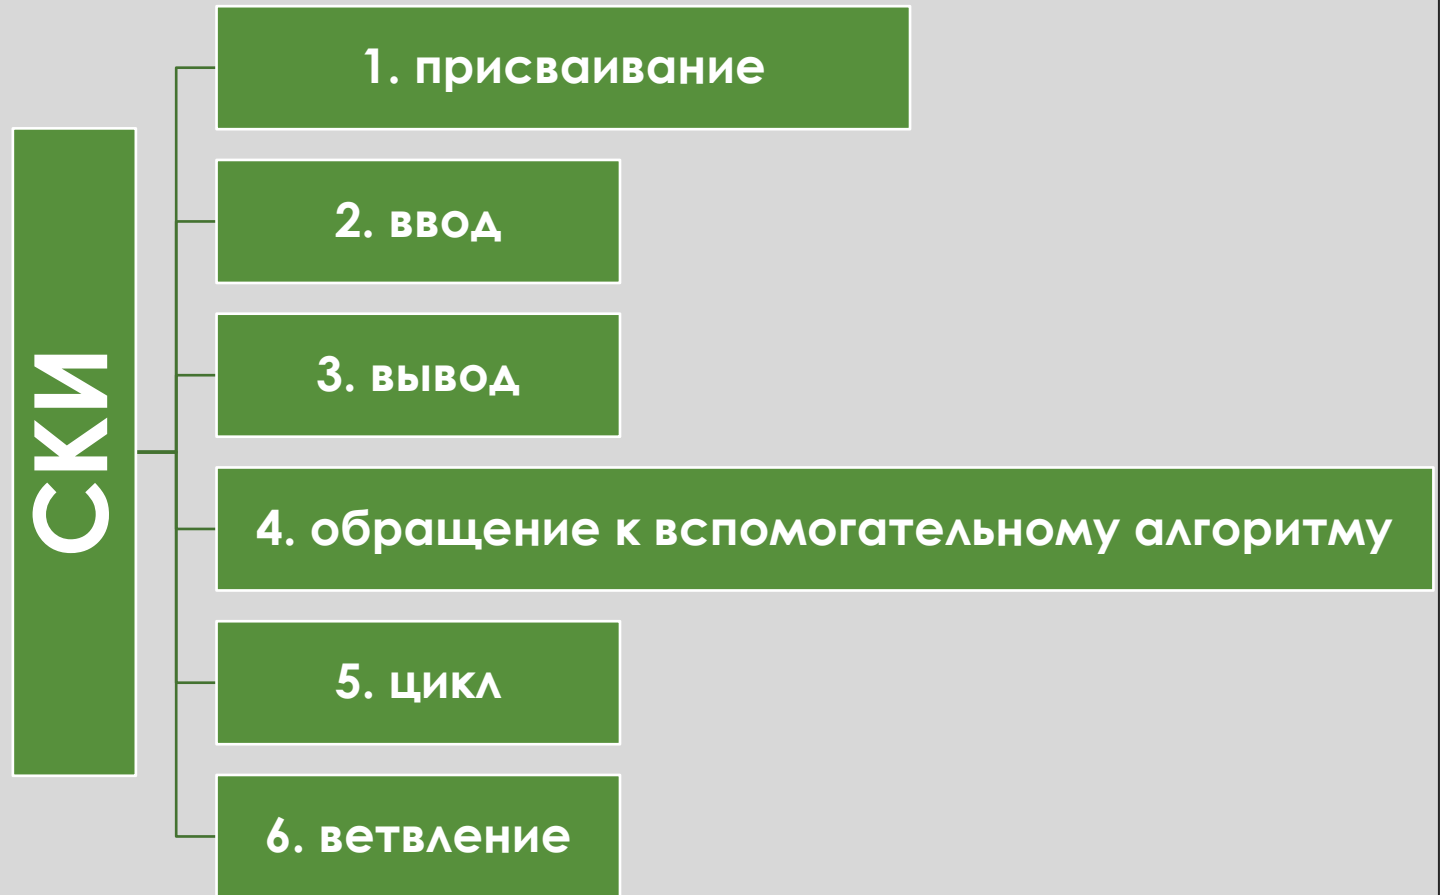 СКИ
1. присваивание
2. ввод
3. вывод
4. обращение к вспомогательному алгоритму
5. цикл
6. ветвление